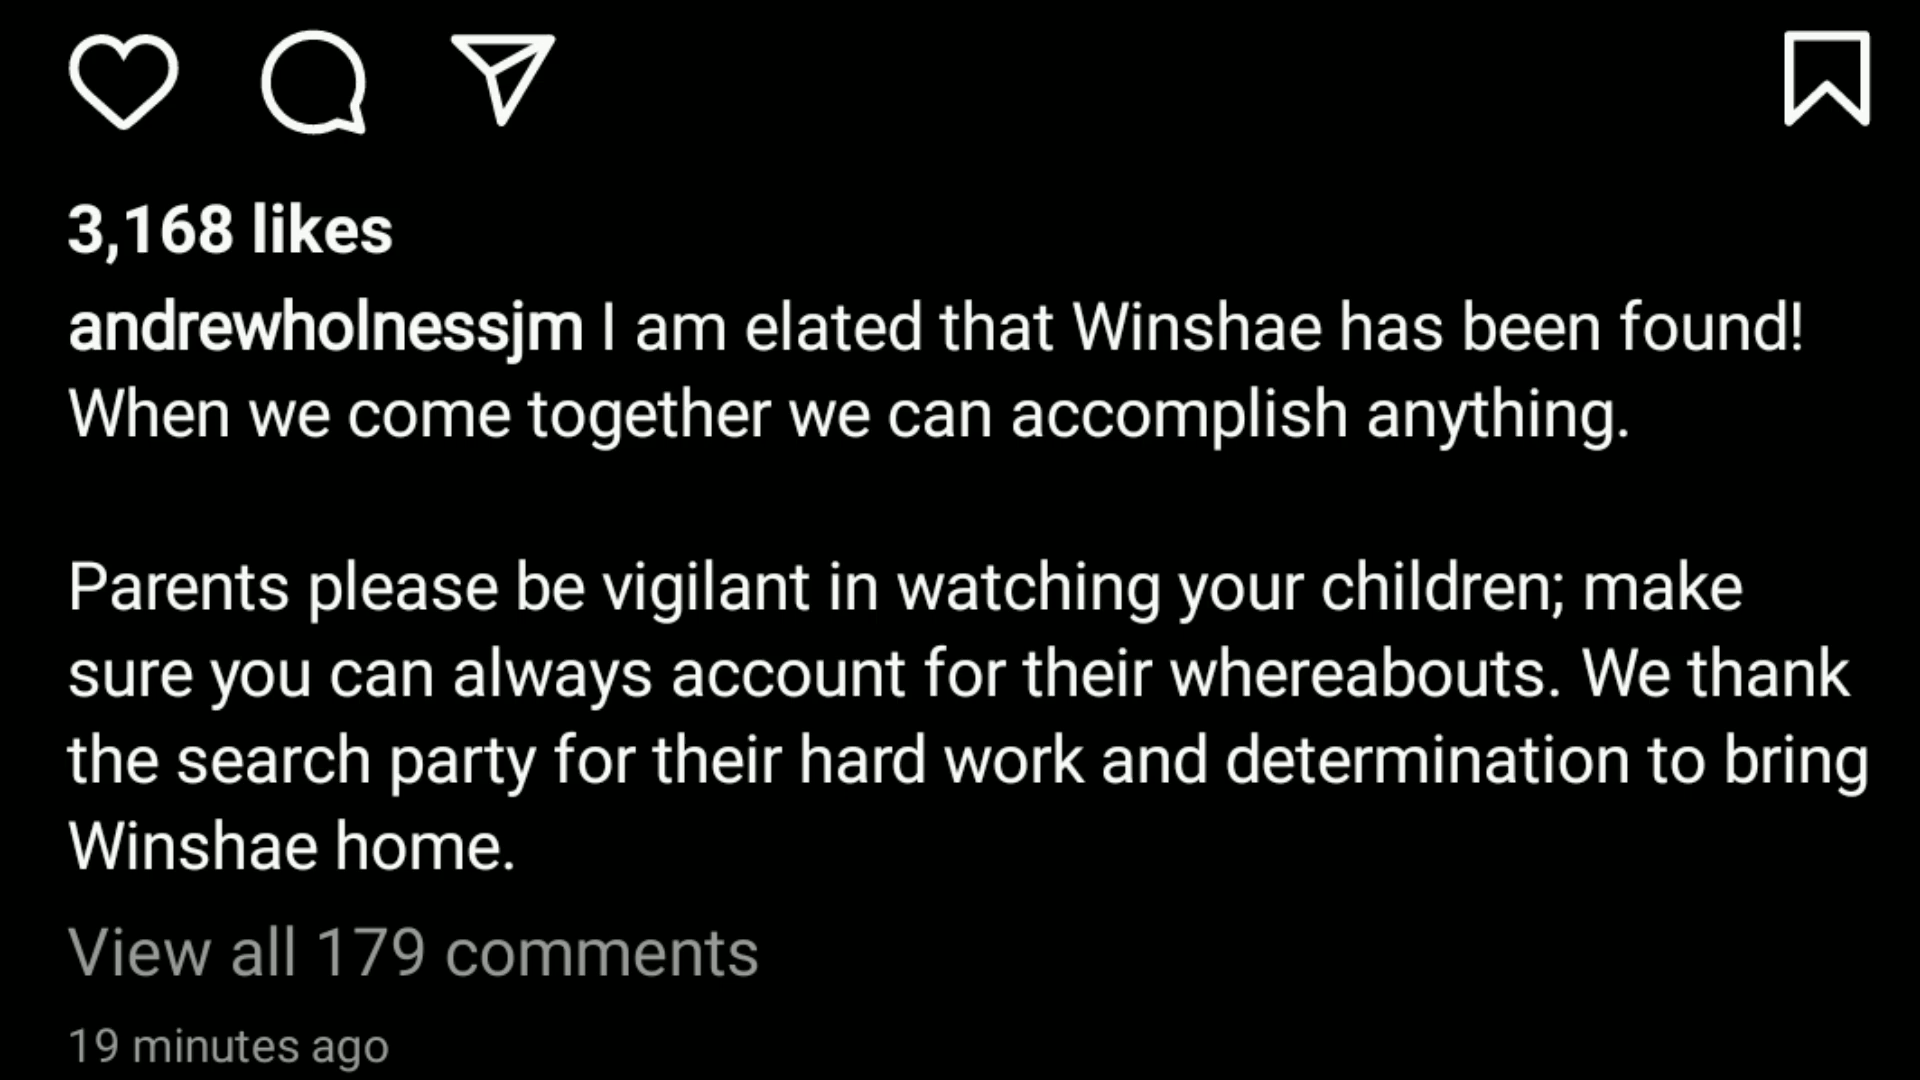 3,168 likes
andrewholnessjm I am elated that Winshae has been found!
When we come together we can accomplish anything.
Parents please be vigilant in watching your children; make
sure you can always account for their whereabouts. We thank
the search party for their hard work and determination to bring
Winshae home.
View all 179 comments
19 minutes ago